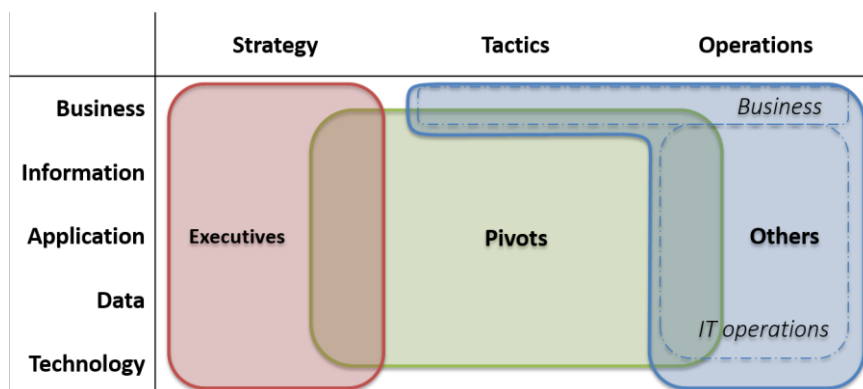 Strategy Tactics Operations
Business Business
Information
Application Executives Pivots Others
Data
IT operations
Technology